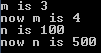 m is 3
now m is 4
n is 100
now n is 500